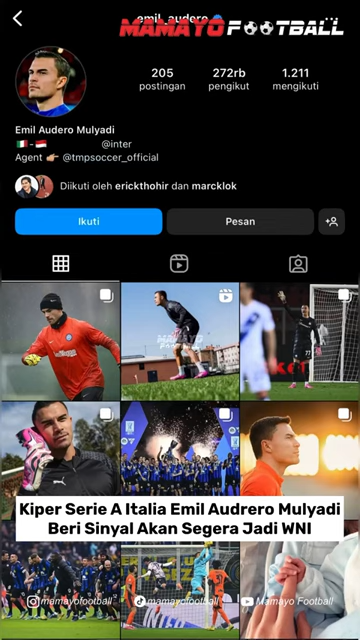 emil_audero
MAMAYO FOOTBALL
205
272rb
1.211
postingan
pengikut
mengikuti
Emil Audero Mulyadi
@inter
Agent @tmpsoccer_official
Diikuti oleh erickthohir dan marcklok
Ikuti
Pesan
Kiper Serie A Italia Emil Audrero Mulyadi
Beri Sinyal Akan Segera Jadi WNI
mamayofootball
mamayofootball
Mamayo Football